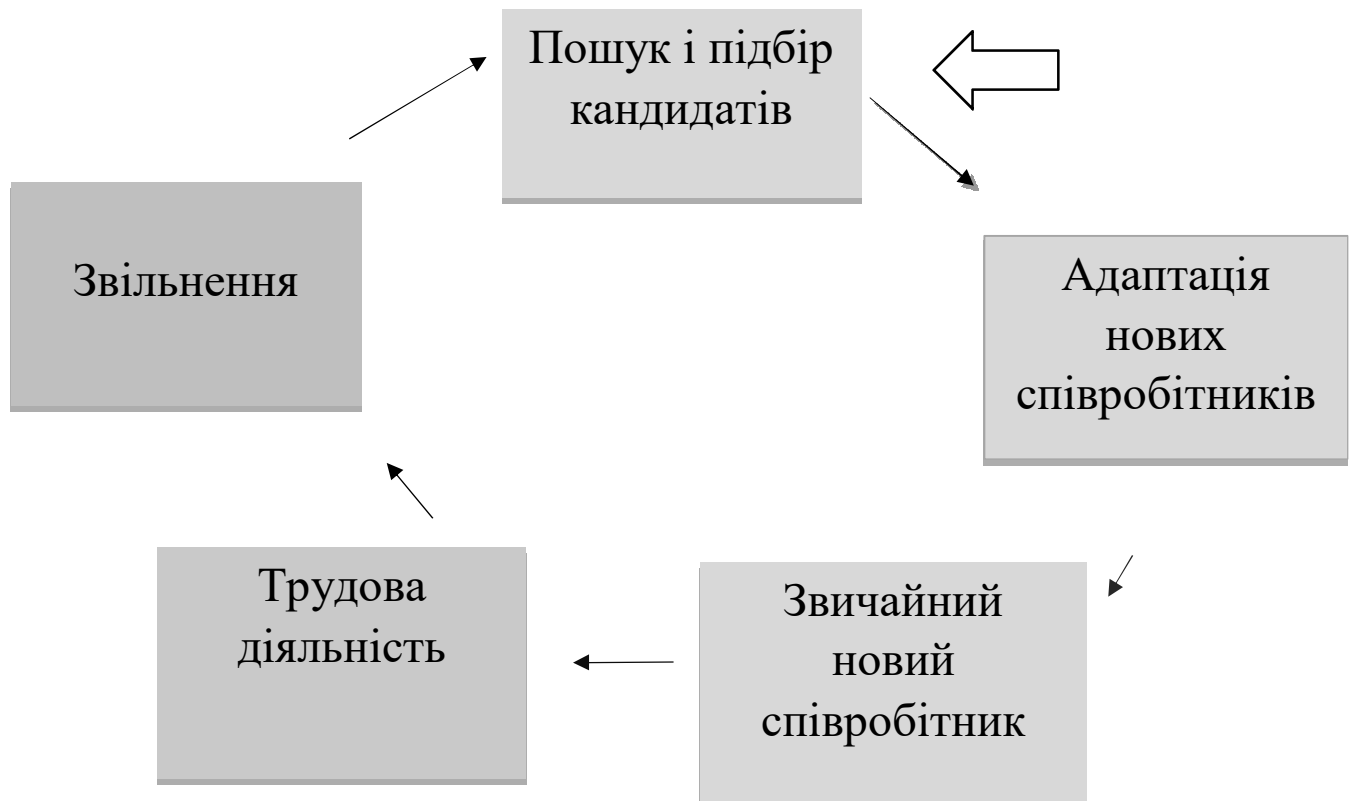 Пошук і підбір
кандидатів
Адаптація
нових
співробітників
Звичайний
новий
співробітник
Трудова
діяльність
Звільнення